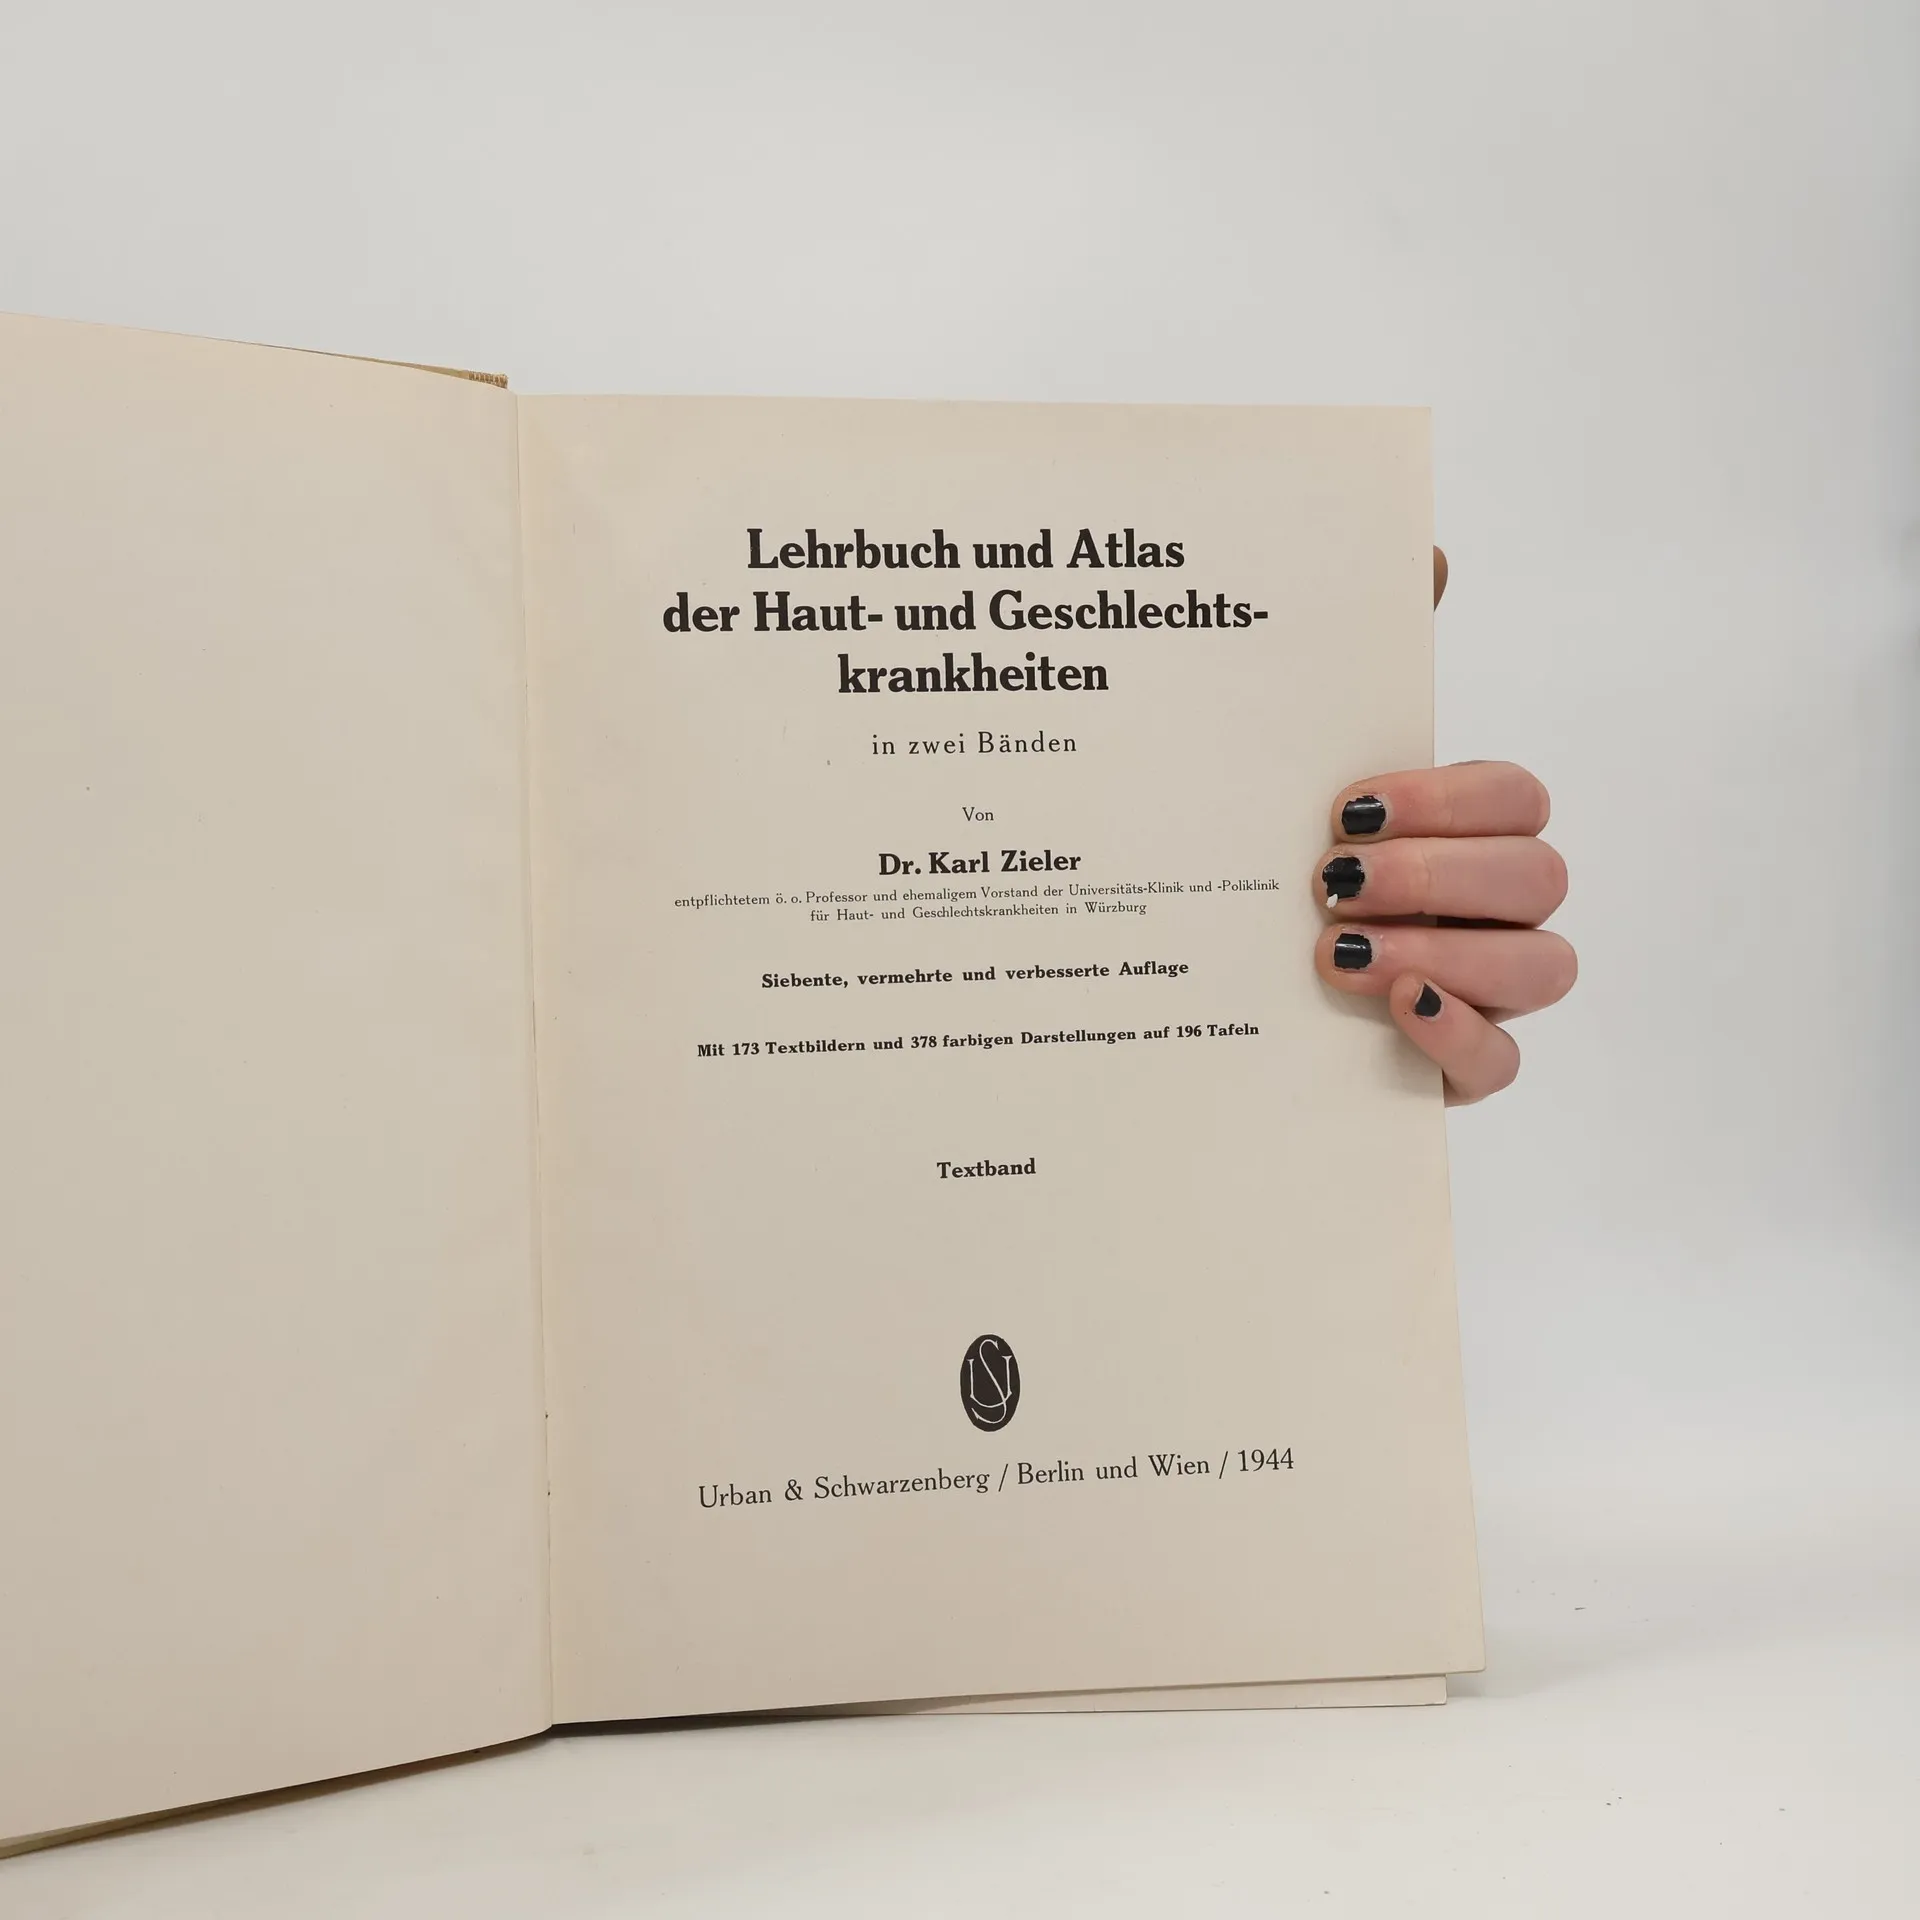 Lehrbuch und Atlas
der Haut- und Geschlechts-
krankheiten
in zwei Bänden
Von
Dr. Karl Zieler
entpflichtetem ö. o. Professor und ehemaligem Vorstand der Universitäts-Klinik und -Poliklinik
für Haut- und Geschlechtskrankheiten in Würzburg
Siebente, vermehrte und verbesserte Auflage
Mit 173 Textbildern und 378 farbigen Darstellungen auf 196 Tafeln
Textband
US
Urban & Schwarzenberg / Berlin und Wien / 1944